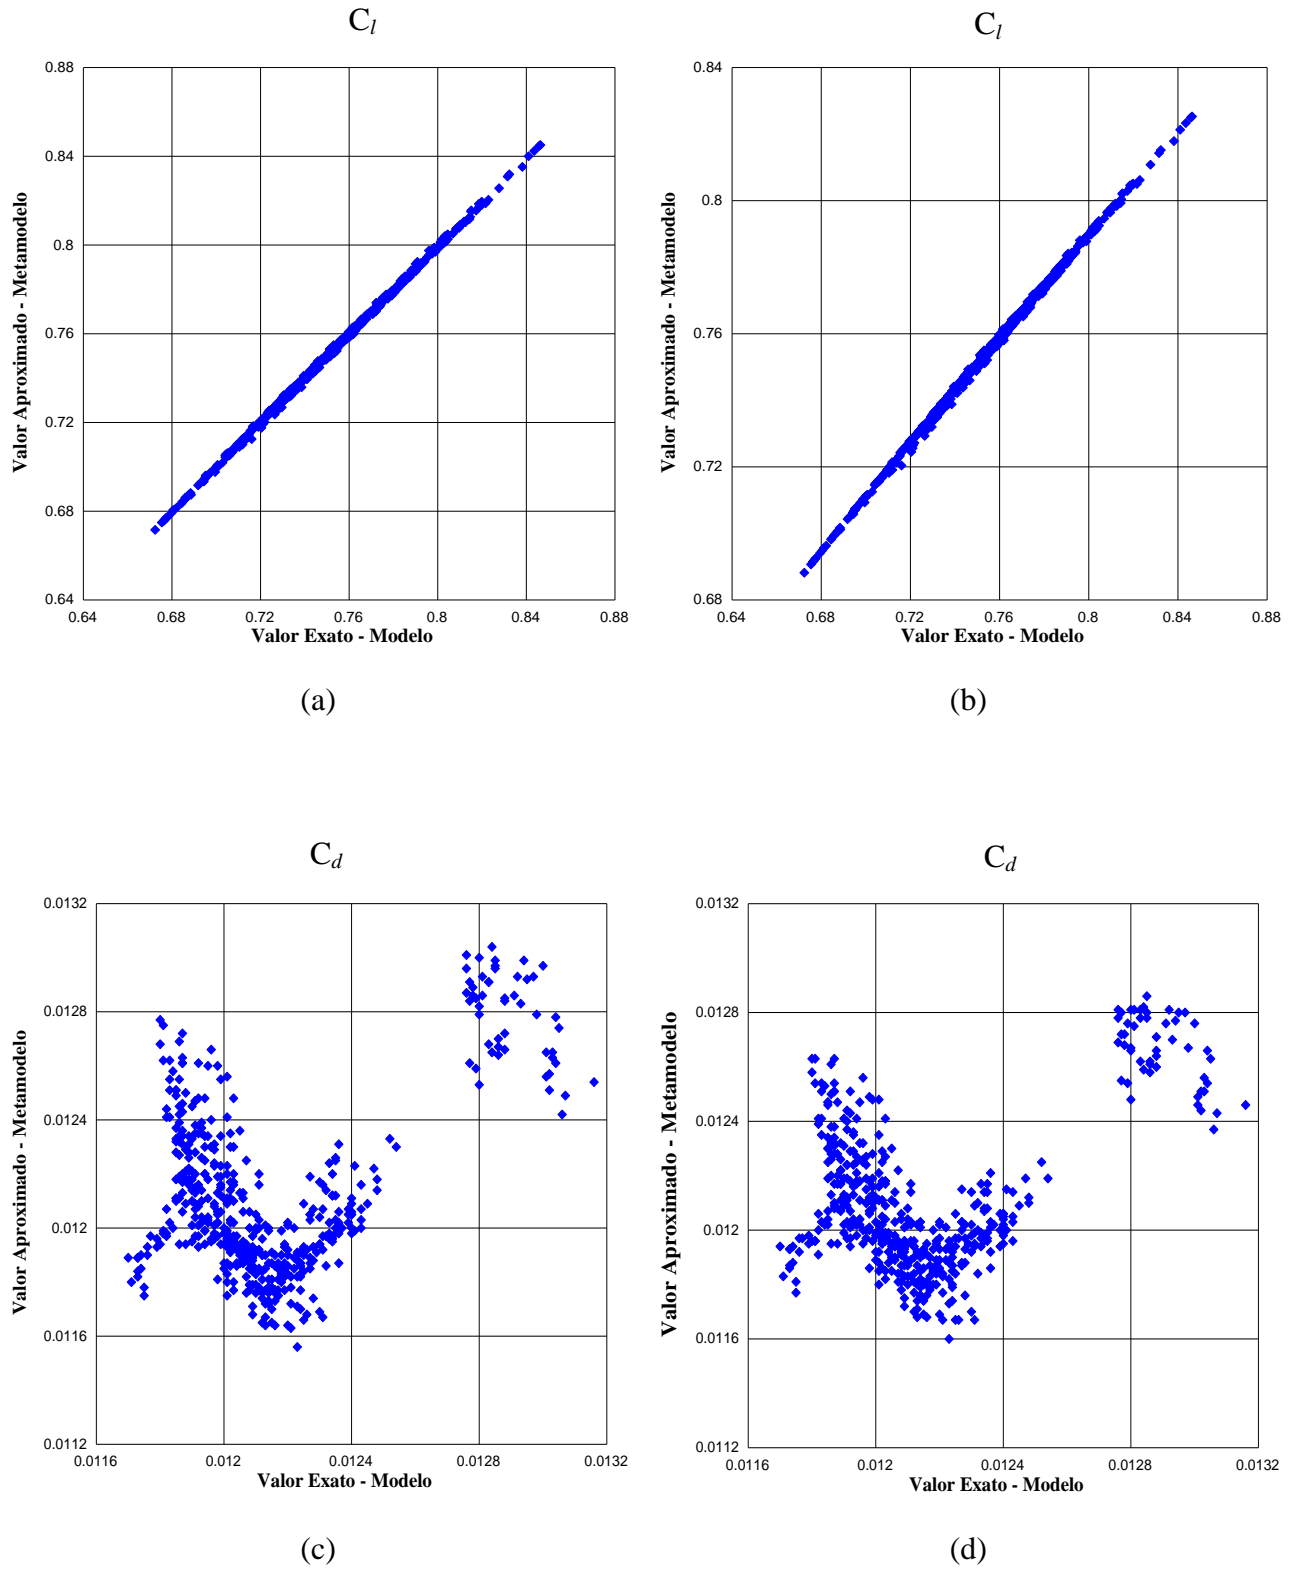 C_l
0.88
0.84
0.8
0.76
0.72
0.68
0.64
Valor Aproximado - Metamodelo
0.64 0.68 0.72 0.76 0.8 0.84 0.88
Valor Exato - Modelo
(a)
C_l
0.84
0.8
0.76
0.72
0.68
Valor Aproximado - Metamodelo
0.64 0.68 0.72 0.76 0.8 0.84 0.88
Valor Exato - Modelo
(b)
C_d
0.0132
0.0128
0.0124
0.012
0.0116
0.0112
Valor Aproximado - Metamodelo
0.0116 0.012 0.0124 0.0128 0.0132
Valor Exato - Modelo
(c)
C_d
0.0132
0.0128
0.0124
0.012
0.0116
0.0112
Valor Aproximado - Metamodelo
0.0116 0.012 0.0124 0.0128 0.0132
Valor Exato - Modelo
(d)